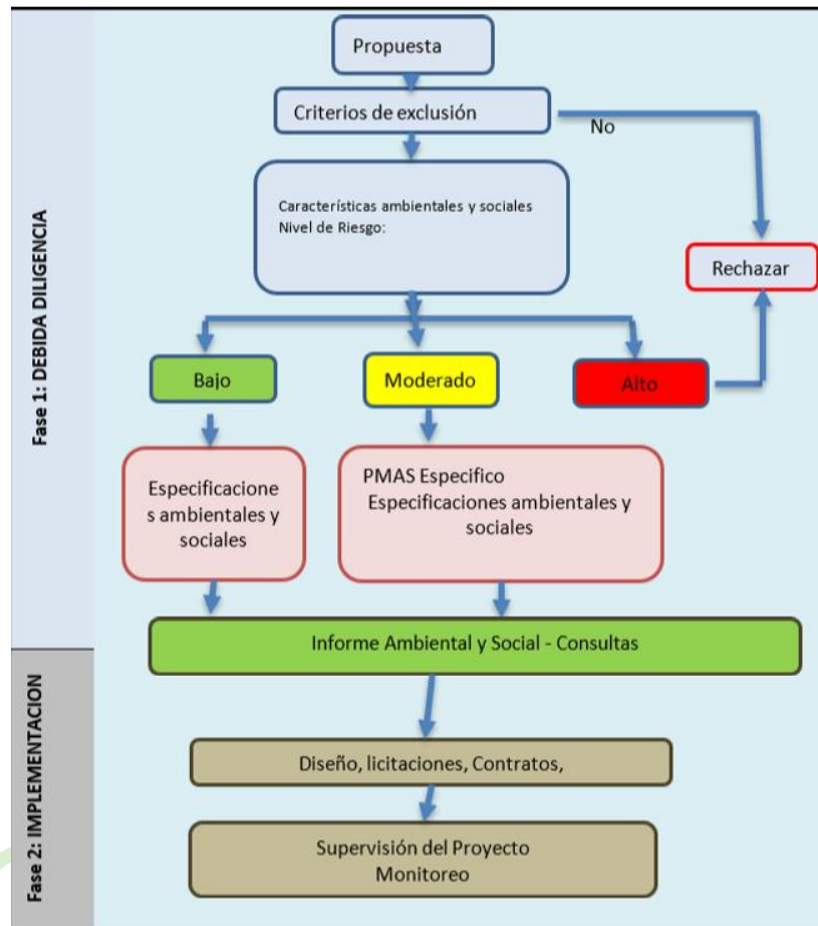 Propuesta
Criterios de exclusión
No
Características ambientales y sociales
Nivel de Riesgo:
Rechazar
Fase 1: DEBIDA DILIGENCIA
Bajo
Moderado
Alto
Especificacione
s ambientales y
sociales
PMAS Especifico
Especificaciones ambientales y
sociales
Informe Ambiental y Social - Consultas
Fase 2: IMPLEMENTACION
Diseño, licitaciones, Contratos,
Supervisión del Proyecto
Monitoreo